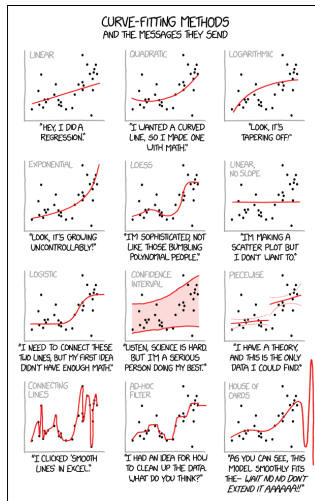 CURVE-FITTING METHODS
AND THE MESSAGES THEY SEND
LINEAR
QUADRATIC
LOGARITHMIC
"HEY, I DID A
REGRESSION."
"I WANTED A CURVED
LINE, SO I MADE ONE
WITH MATH."
"LOOK, IT'S
TAPERING OFF!"
EXPONENTIAL
LOESS
LINEAR,
NO SLOPE
"LOOK, IT'S GROWING
UNCONTROLLABLY!"
"I'M SOPHISTICATED, NOT
LIKE THOSE BUMBLING
POLYNOMIAL PEOPLE."
"I'M MAKING A
SCATTER PLOT BUT
I DON'T WANT TO."
LOGISTIC
CONFIDENCE
INTERVAL
PIECEWISE
"I NEED TO CONNECT THESE
TWO LINES, BUT MY FIRST IDEA
DIDN'T HAVE ENOUGH MATH."
"LISTEN, SCIENCE IS HARD.
BUT I'M A SERIOUS
PERSON DOING MY BEST."
"I HAVE A THEORY,
AND THIS IS THE ONLY
DATA I COULD FIND."
CONNECTING
LINES
AD-HOC
FILTER
HOUSE OF
CARDS
"I CLICKED 'SMOOTH
LINES' IN EXCEL."
"I HAD AN IDEA FOR HOW
TO CLEAN UP THE DATA.
WHAT DO YOU THINK?"
"AS YOU CAN SEE, THIS
MODEL SMOOTHLY FITS
THE- WAIT NO NO DON'T
EXTEND IT AAAAAA!!"